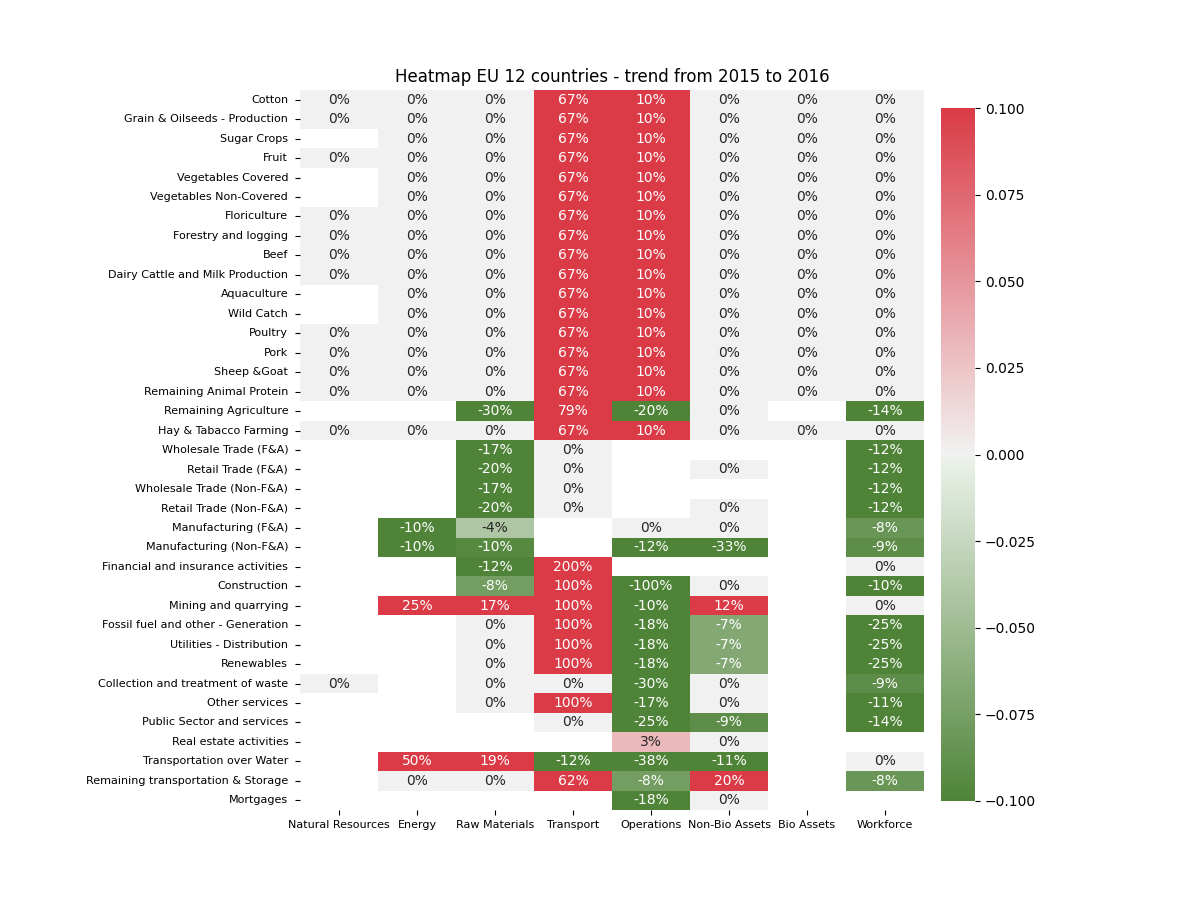 Heatmap EU 12 countries - trend from 2015 to 2016
Cotton 0% 0% 0% 67% 10% 0% 0% 0%
Grain & Oilseeds - Production 0% 0% 0% 67% 10% 0% 0% 0%
Sugar Crops 0% 0% 67% 10% 0% 0% 0%
Fruit 0% 0% 0% 67% 10% 0% 0% 0%
Vegetables Covered 0% 0% 67% 10% 0% 0% 0%
Vegetables Non-Covered 0% 0% 67% 10% 0% 0% 0%
Floriculture 0% 0% 0% 67% 10% 0% 0% 0%
Forestry and logging 0% 0% 0% 67% 10% 0% 0% 0%
Beef 0% 0% 0% 67% 10% 0% 0% 0%
Dairy Cattle and Milk Production 0% 0% 0% 67% 10% 0% 0% 0%
Aquaculture 0% 0% 67% 10% 0% 0% 0%
Wild Catch 0% 0% 67% 10% 0% 0% 0%
Poultry 0% 0% 0% 67% 10% 0% 0% 0%
Pork 0% 0% 0% 67% 10% 0% 0% 0%
Sheep &Goat 0% 0% 0% 67% 10% 0% 0% 0%
Remaining Animal Protein 0% 0% 0% 67% 10% 0% 0% 0%
Remaining Agriculture -30% 79% -20% 0% -14%
Hay & Tabacco Farming 0% 0% 0% 67% 10% 0% 0% 0%
Wholesale Trade (F&A) -17% 0% -12%
Retail Trade (F&A) -20% 0% 0% -12%
Wholesale Trade (Non-F&A) -17% 0% -12%
Retail Trade (Non-F&A) -20% 0% 0% -12%
Manufacturing (F&A) -10% -4% 0% 0% -8%
Manufacturing (Non-F&A) -10% -10% -12% -33% -9%
Financial and insurance activities -12% 200% 0%
Construction -8% 100% -100% 0% -10%
Mining and quarrying 25% 17% 100% -10% 12% 0%
Fossil fuel and other - Generation 0% 100% -18% -7% -25%
Utilities - Distribution 0% 100% -18% -7% -25%
Renewables 0% 100% -18% -7% -25%
Collection and treatment of waste 0% 0% 0% -30% 0% -9%
Other services 0% 100% -17% 0% -11%
Public Sector and services 0% -25% -9% -14%
Real estate activities 3% 0%
Transportation over Water 50% 19% -12% -38% -11% 0%
Remaining transportation & Storage 0% 0% 62% -8% 20% -8%
Mortgages -18% 0%
Natural Resources Energy Raw Materials Transport Operations Non-Bio Assets Bio Assets Workforce
0.100
0.075
0.050
0.025
0.000
−0.025
−0.050
−0.075
−0.100